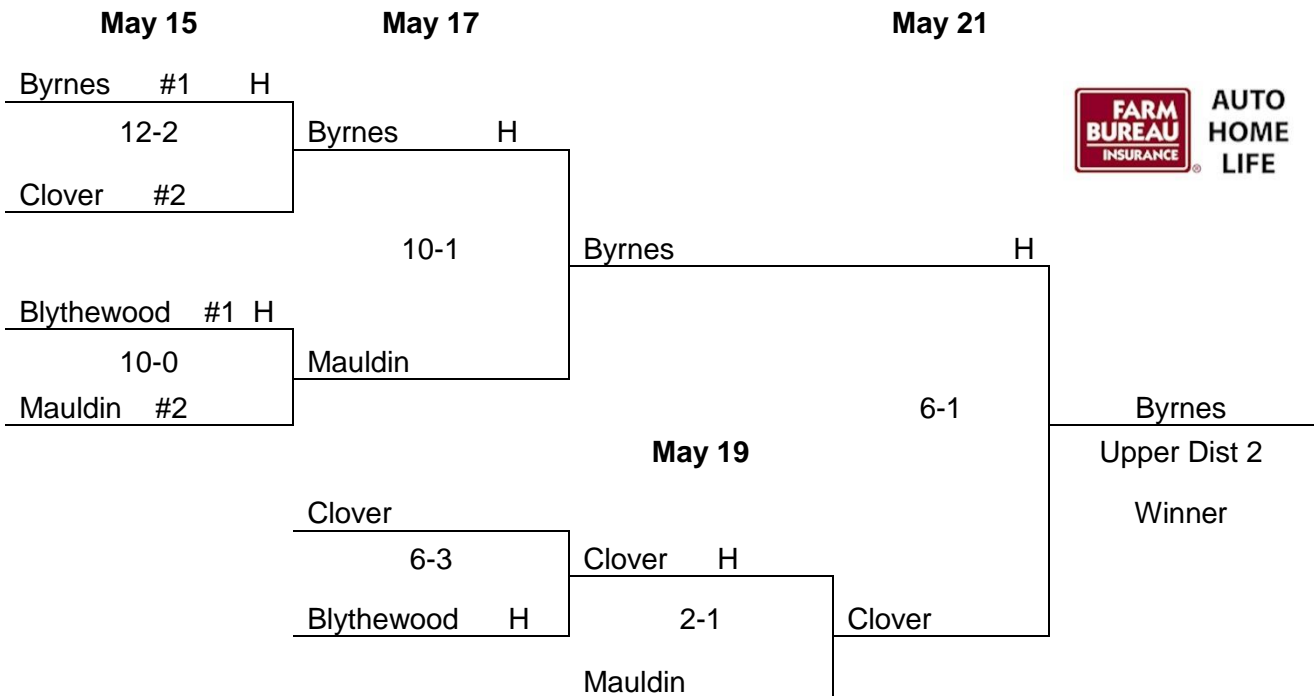 May 15 May 17 May 21
Byrnes #1 H
FARM BUREAU INSURANCE ®
AUTO
HOME
LIFE
12-2 Byrnes H
Clover #2
10-1 Byrnes H
Blythewood #1 H
10-0 Mauldin
Mauldin #2 6-1 Byrnes
May 19 Upper Dist 2
Clover Winner
6-3 Clover H
Blythewood H 2-1 Clover
Mauldin